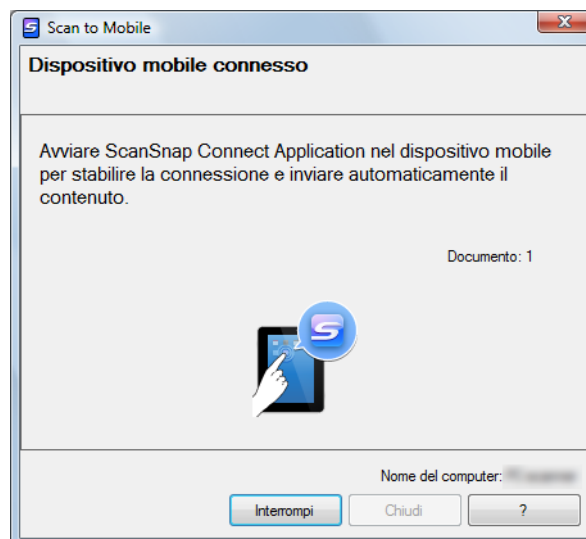 Scan to Mobile
Dispositivo mobile connesso
Avviare ScanSnap Connect Application nel dispositivo mobile
per stabilire la connessione e inviare automaticamente il
contenuto.
Documento: 1
Nome del computer:
Interrompi
Chiudi
?